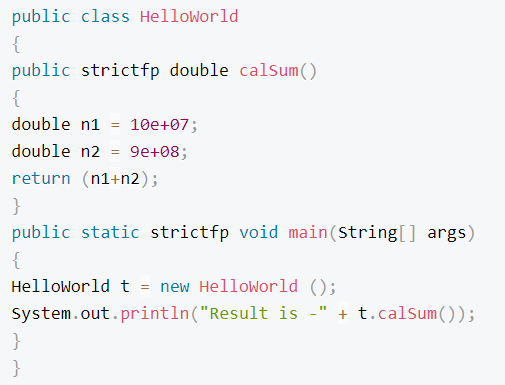 public class HelloWorld
{
public strictfp double calSum()
{
double n1 = 10e+07;
double n2 = 9e+08;
return (n1+n2);
}
public static strictfp void main(String[] args)
{
HelloWorld t = new HelloWorld ();
System.out.println("Result is -" + t.calSum());
}
}